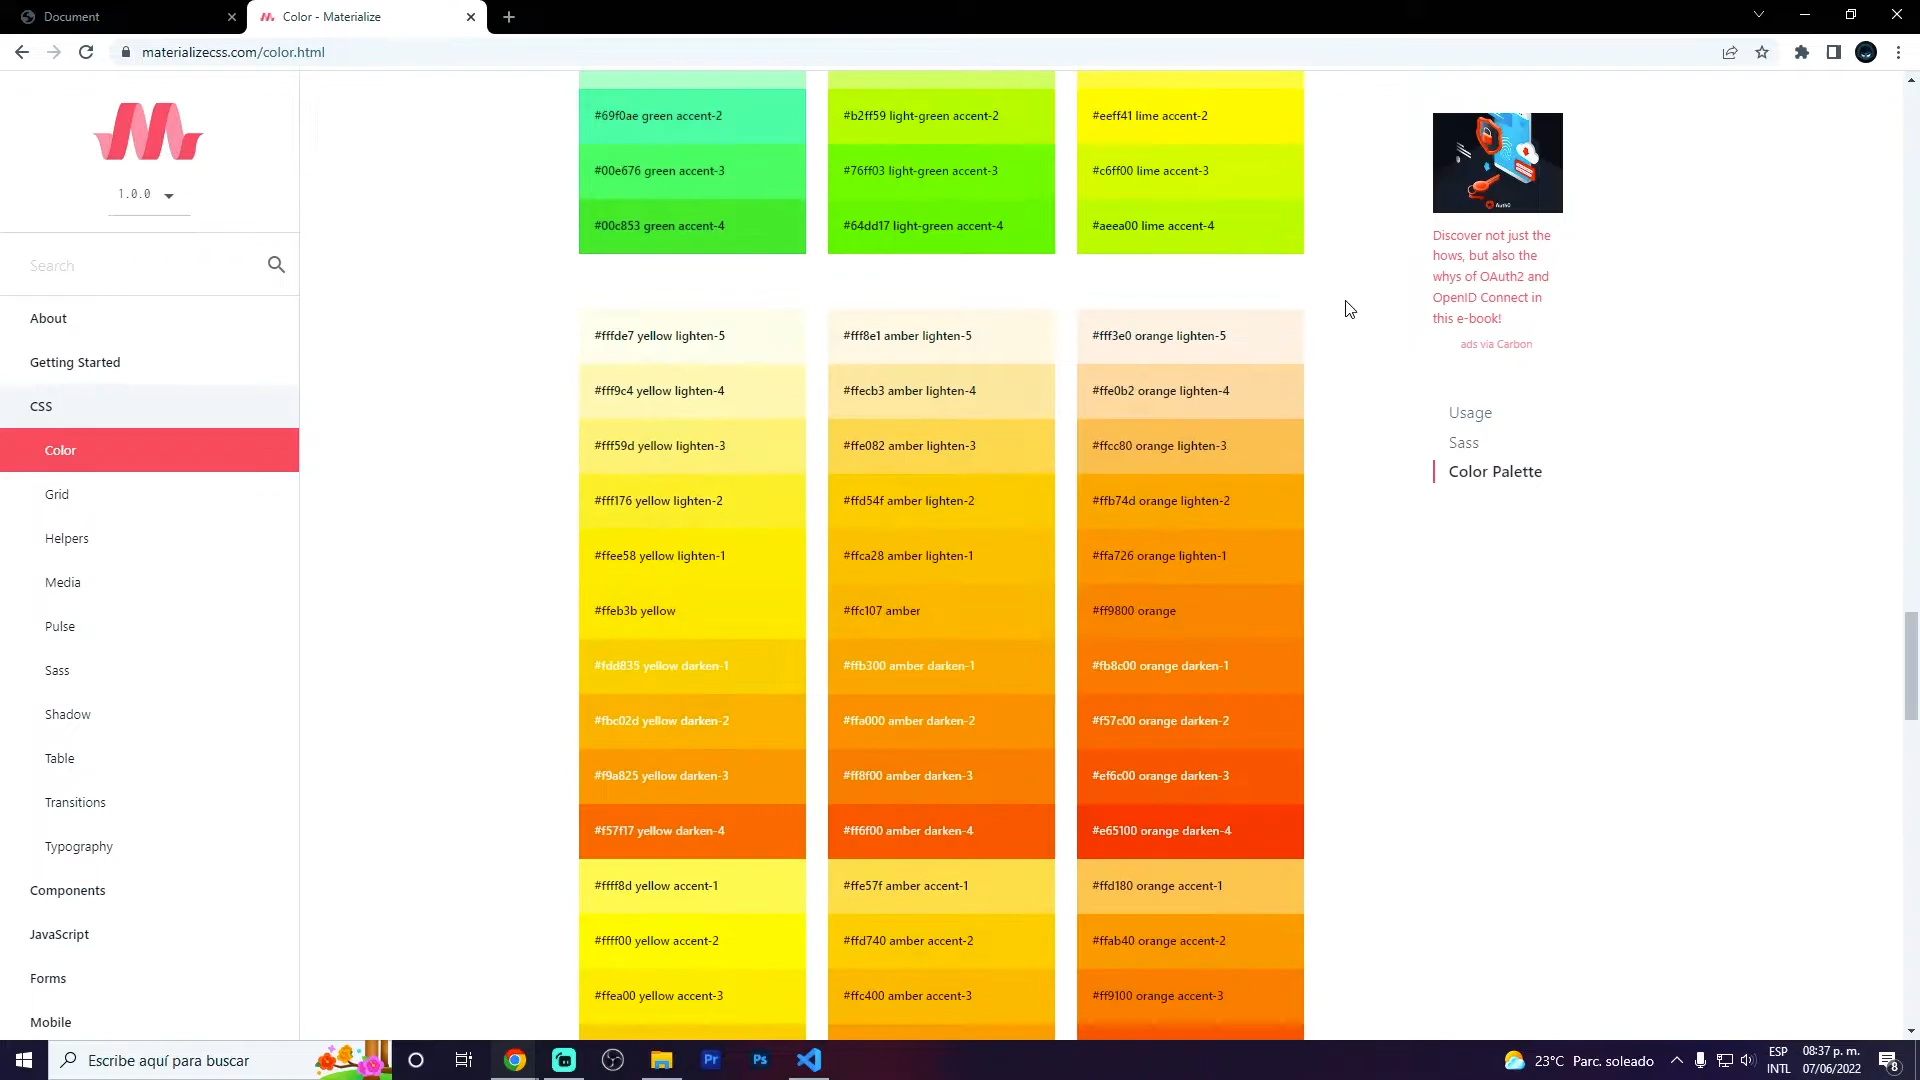 Document
Color - Materialize
materializecss.com/color.html
1.0.0
Search
About
Getting Started
CSS
Color
Grid
Helpers
Media
Pulse
Sass
Shadow
Table
Transitions
Typography
Components
JavaScript
Forms
Mobile
#69f0ae green accent-2
#00e676 green accent-3
#00c853 green accent-4
#b2ff59 light-green accent-2
#76ff03 light-green accent-3
#64dd17 light-green accent-4
#eeff41 lime accent-2
#c6ff00 lime accent-3
#aeea00 lime accent-4
#fffde7 yellow lighten-5
#fff9c4 yellow lighten-4
#fff59d yellow lighten-3
#fff176 yellow lighten-2
#ffee58 yellow lighten-1
#ffeb3b yellow
#fdd835 yellow darken-1
#fbc02d yellow darken-2
#f9a825 yellow darken-3
#f57f17 yellow darken-4
#ffff8d yellow accent-1
#ffff00 yellow accent-2
#ffea00 yellow accent-3
#fff8e1 amber lighten-5
#ffecb3 amber lighten-4
#ffe082 amber lighten-3
#ffd54f amber lighten-2
#ffca28 amber lighten-1
#ffc107 amber
#ffb300 amber darken-1
#ffa000 amber darken-2
#ff8f00 amber darken-3
#ff6f00 amber darken-4
#ffe57f amber accent-1
#ffd740 amber accent-2
#ffc400 amber accent-3
#fff3e0 orange lighten-5
#ffe0b2 orange lighten-4
#ffcc80 orange lighten-3
#ffb74d orange lighten-2
#ffa726 orange lighten-1
#ff9800 orange
#fb8c00 orange darken-1
#f57c00 orange darken-2
#ef6c00 orange darken-3
#e65100 orange darken-4
#ffd180 orange accent-1
#ffab40 orange accent-2
#ff9100 orange accent-3
Auth0
Discover not just the
hows, but also the
whys of OAuth2 and
OpenID Connect in
this e-book!
ads via Carbon
Usage
Sass
Color Palette
Escribe aquí para buscar
Pr
Ps
23°C Parc. soleado
ESP
INTL
08:37 p. m.
07/06/2022
8